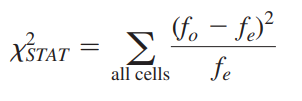 χ²STAT = ∑ (fo − fe)² / fe
all cells